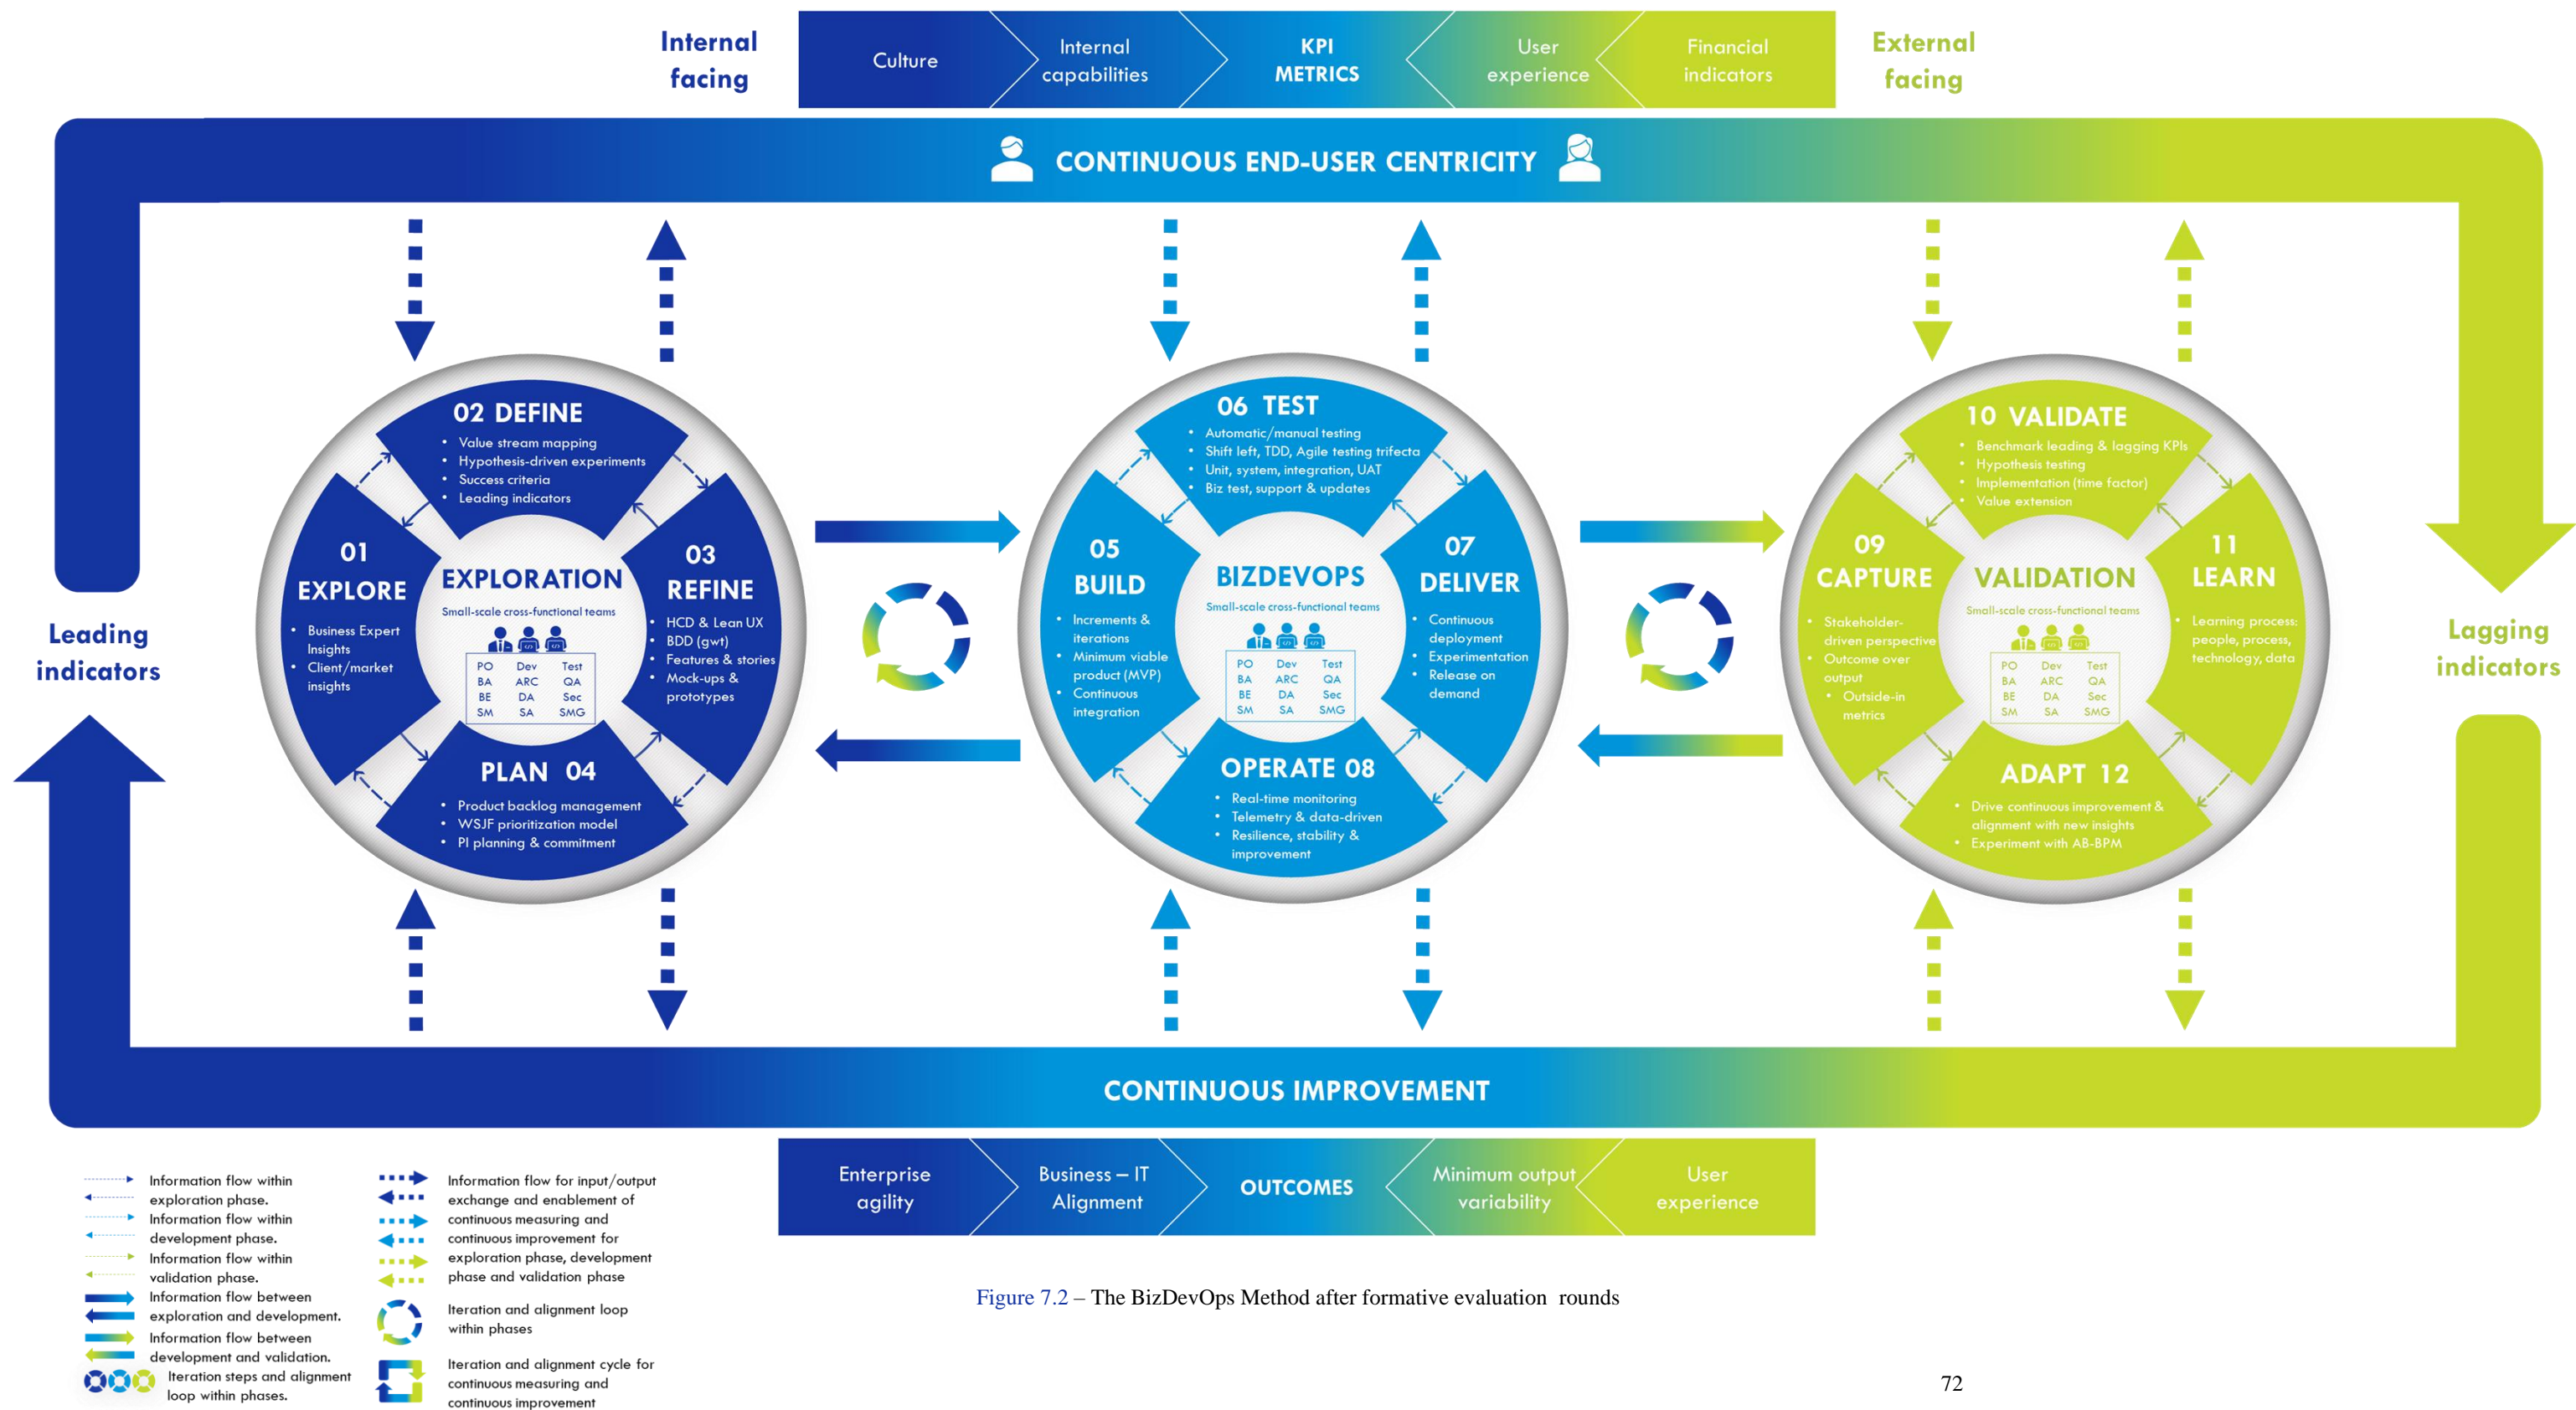 Internal
facing
Culture
Internal
capabilities
KPI
METRICS
User
experience
Financial
indicators
External
facing
CONTINUOUS END-USER CENTRICITY
02 DEFINE
• Value stream mapping
• Hypothesis-driven experiments
• Success criteria
• Leading indicators
01
EXPLORE
• Business Expert
Insights
• Client/market
insights
EXPLORATION
Small-scale cross-functional teams
PO Dev Test
BA ARC QA
BE DA Sec
SM SA SMG
03
REFINE
• HCD & Lean UX
• BDD (gwt)
• Features & stories
• Mock-ups &
prototypes
PLAN 04
• Product backlog management
• WSJF prioritization model
• PI planning & commitment
06 TEST
• Automatic/manual testing
• Shift left, TDD, Agile testing trifecta
• Unit, system, integration, UAT
• Biz test, support & updates
05
BUILD
• Increments &
iterations
• Minimum viable
product (MVP)
• Continuous
integration
BIZDEVOPS
Small-scale cross-functional teams
PO Dev Test
BA ARC QA
BE DA Sec
SM SA SMG
07
DELIVER
• Continuous
deployment
• Experimentation
• Release on
demand
OPERATE 08
• Real-time monitoring
• Telemetry & data-driven
• Resilience, stability &
improvement
10 VALIDATE
• Benchmark leading & lagging KPIs
• Hypothesis testing
• Implementation (time factor)
• Value extension
09
CAPTURE
• Stakeholder-
driven perspective
• Outcome over
output
• Outside-in
metrics
VALIDATION
Small-scale cross-functional teams
PO Dev Test
BA ARC QA
BE DA Sec
SM SA SMG
11
LEARN
• Learning process:
people, process,
technology, data
ADAPT 12
• Drive continuous improvement &
alignment with new insights
• Experiment with AB-BPM
Leading
indicators
Lagging
indicators
CONTINUOUS IMPROVEMENT
Enterprise
agility
Business – IT
Alignment
OUTCOMES
Minimum output
variability
User
experience
Information flow within
exploration phase.
Information flow within
development phase.
Information flow within
validation phase.
Information flow between
exploration and development.
Information flow between
development and validation.
Iteration steps and alignment
loop within phases.
Information flow for input/output
exchange and enablement of
continuous measuring and
continuous improvement for
exploration phase, development
phase and validation phase
Iteration and alignment loop
within phases
Iteration and alignment cycle for
continuous measuring and
continuous improvement
Figure 7.2 – The BizDevOps Method after formative evaluation rounds
72